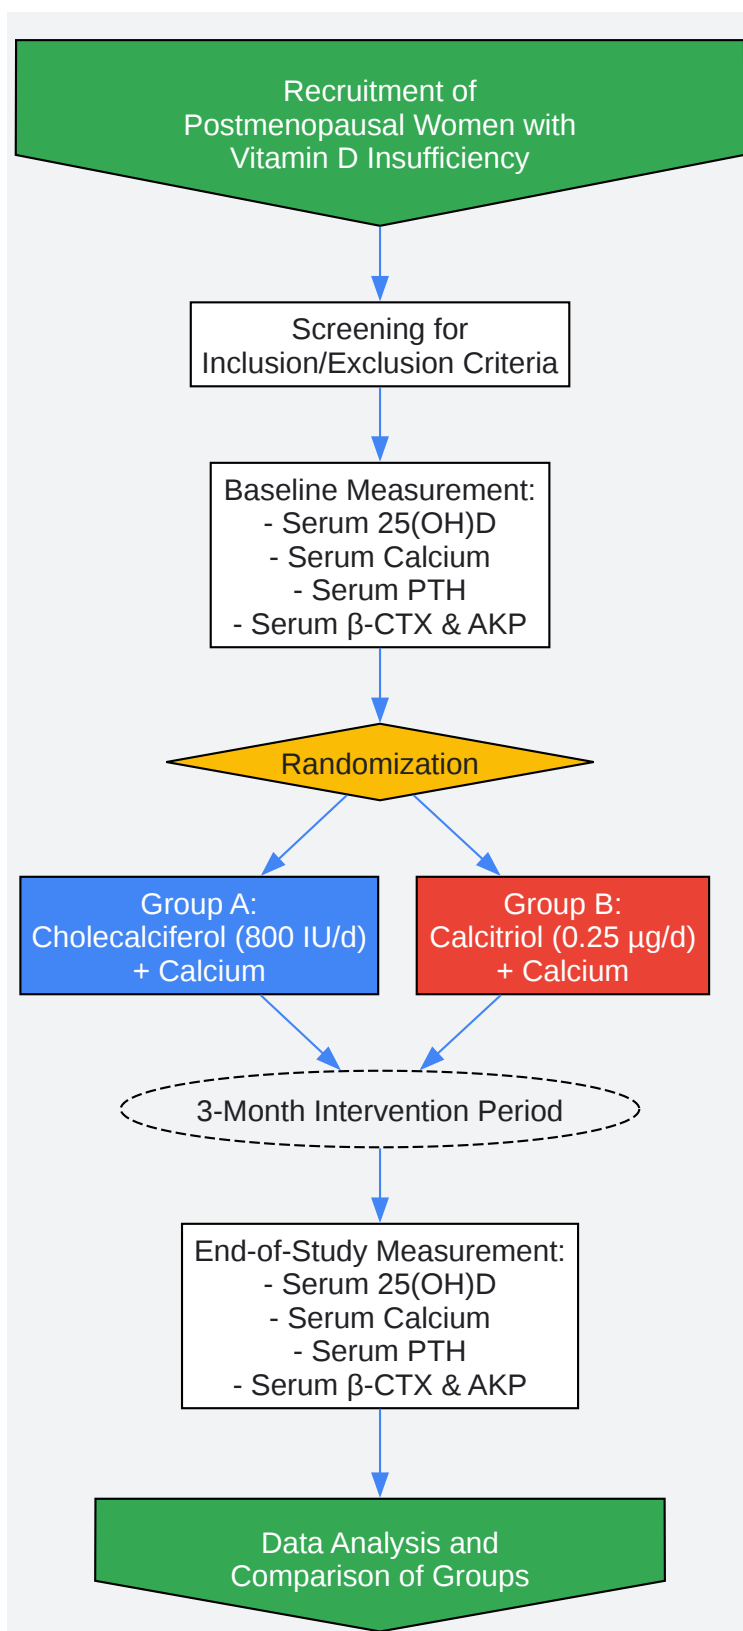 Recruitment of
Postmenopausal Women with
Vitamin D Insufficiency
Screening for
Inclusion/Exclusion Criteria
Baseline Measurement:
- Serum 25(OH)D
- Serum Calcium
- Serum PTH
- Serum β-CTX & AKP
Randomization
Group A:
Cholecalciferol (800 IU/d)
+ Calcium
Group B:
Calcitriol (0.25 µg/d)
+ Calcium
3-Month Intervention Period
End-of-Study Measurement:
- Serum 25(OH)D
- Serum Calcium
- Serum PTH
- Serum β-CTX & AKP
Data Analysis and
Comparison of Groups